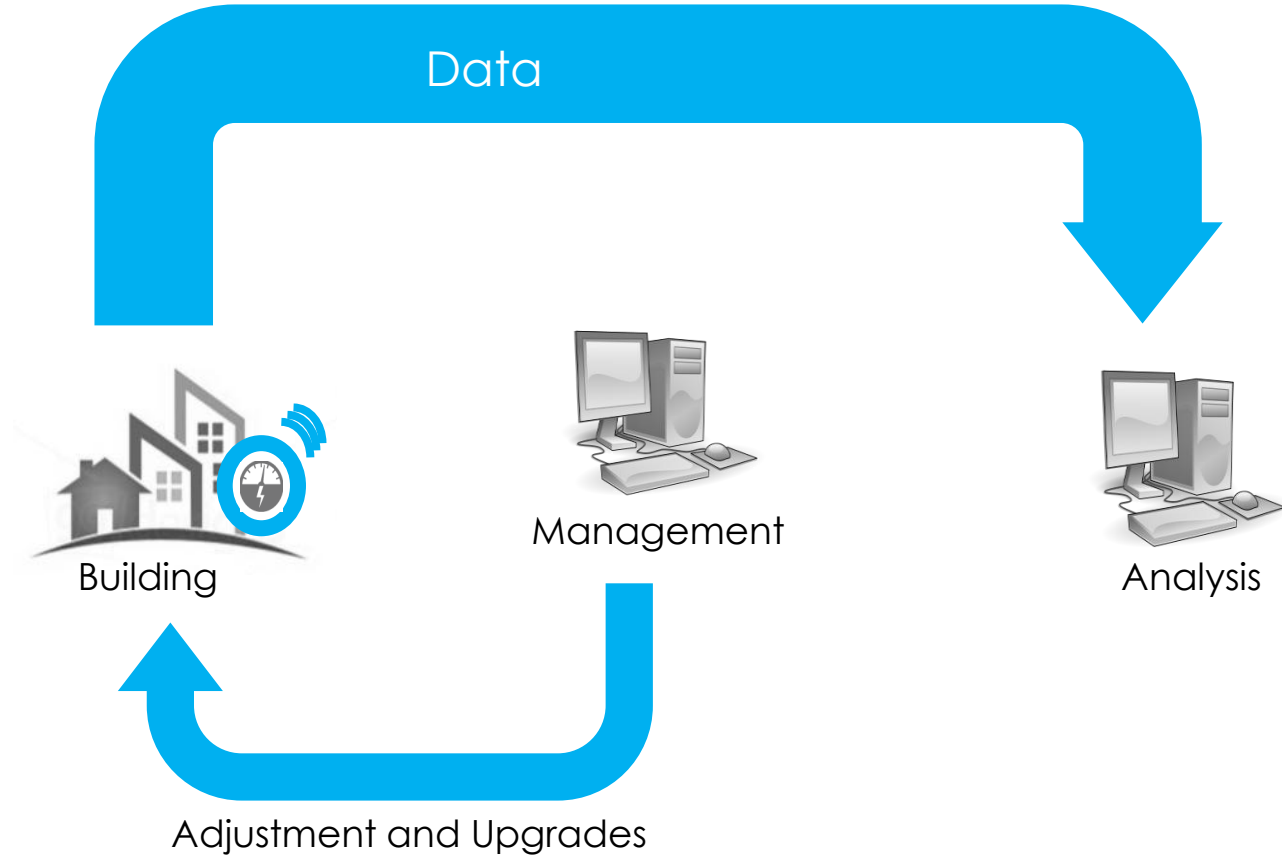 Data
Management
Building
Analysis
Adjustment and Upgrades